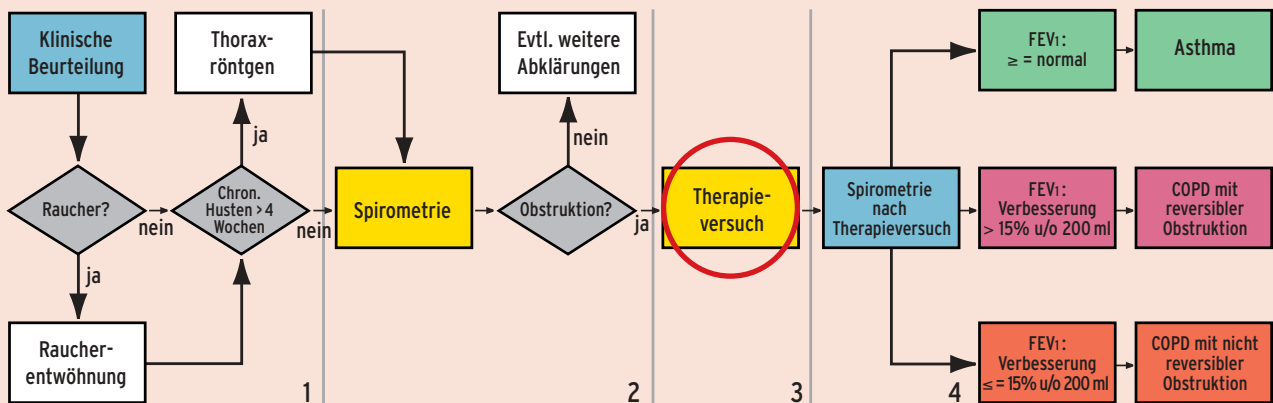 Klinische
Beurteilung
Raucher?
nein
ja
Raucher-
entwöhnung
Thorax-
röntgen
ja
Chron.
Husten > 4
Wochen
nein
1
Spirometrie
Evtl. weitere
Abklärungen
nein
Obstruktion?
ja
2
Therapie-
versuch
3
Spirometrie
nach
Therapieversuch
4
FEV₁:
≥ = normal
Asthma
FEV₁:
Verbesserung
> 15% u/o 200 ml
COPD mit
reversibler
Obstruktion
FEV₁:
Verbesserung
≤ = 15% u/o 200 ml
COPD mit nicht
reversibler
Obstruktion